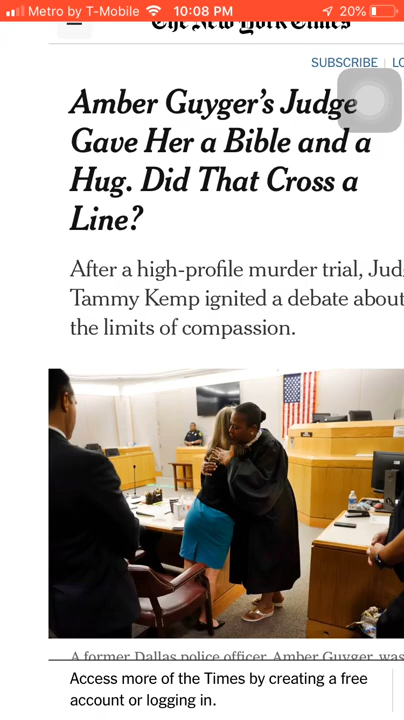 Metro by T-Mobile 10:08 PM 20%
The New York Times
SUBSCRIBE | LO
Amber Guyger's Judge
Gave Her a Bible and a
Hug. Did That Cross a
Line?
After a high-profile murder trial, Jud
Tammy Kemp ignited a debate about
the limits of compassion.
A former Dallas police officer, Amber Guyger, was
Access more of the Times by creating a free
account or logging in.